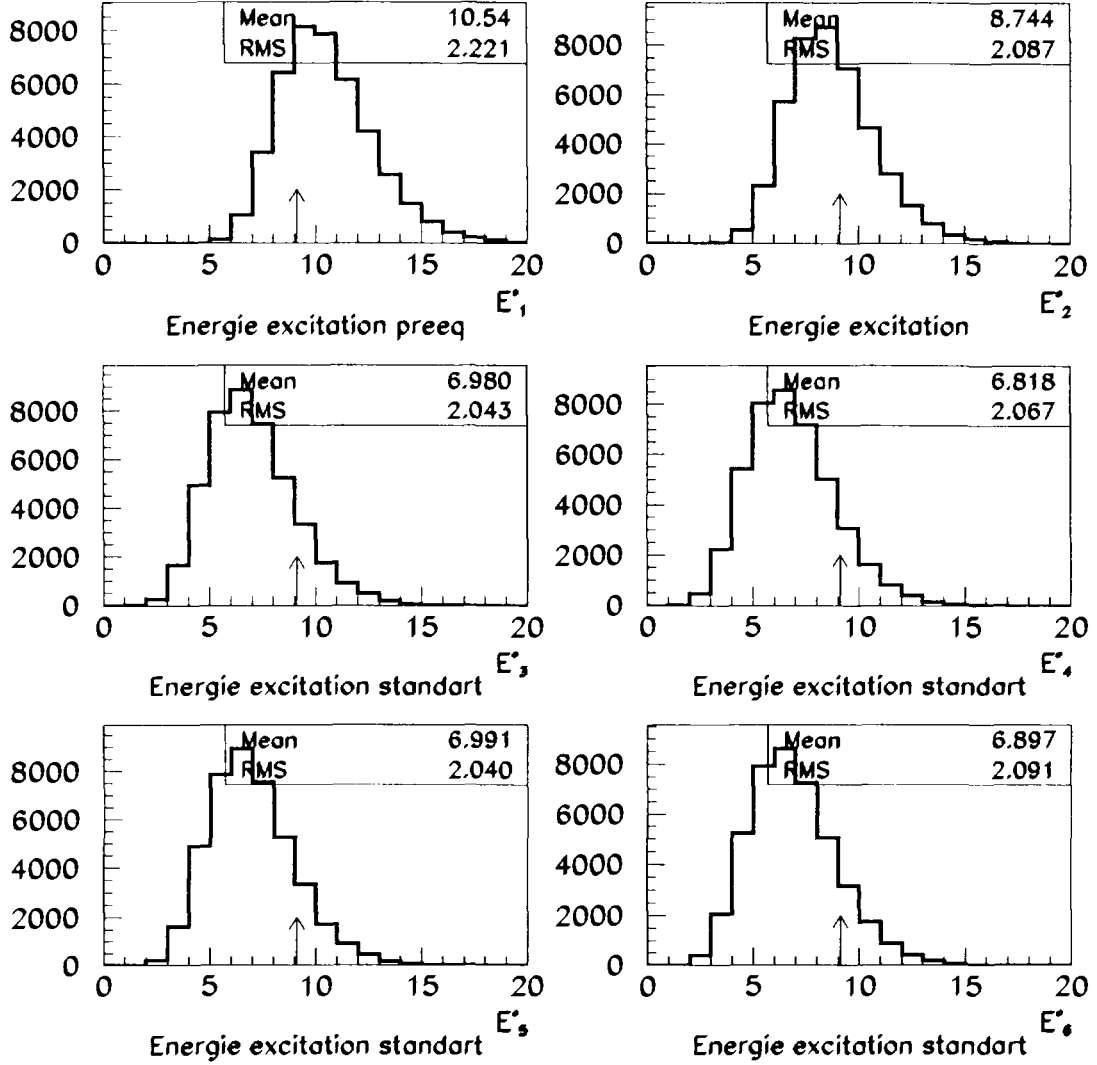 Mean 10.54
RMS 2.221
8000
6000
4000
2000
0
0 5 10 15 20
E*1
Energie excitation preeq
Mean 8.744
RMS 2.087
8000
6000
4000
2000
0
0 5 10 15 20
E*2
Energie excitation
Mean 6.980
RMS 2.043
8000
6000
4000
2000
0
0 5 10 15 20
E*3
Energie excitation standart
Mean 6.818
RMS 2.067
8000
6000
4000
2000
0
0 5 10 15 20
E*4
Energie excitation standart
Mean 6.991
RMS 2.040
8000
6000
4000
2000
0
0 5 10 15 20
E*5
Energie excitation standart
Mean 6.897
RMS 2.091
8000
6000
4000
2000
0
0 5 10 15 20
E*6
Energie excitation standart